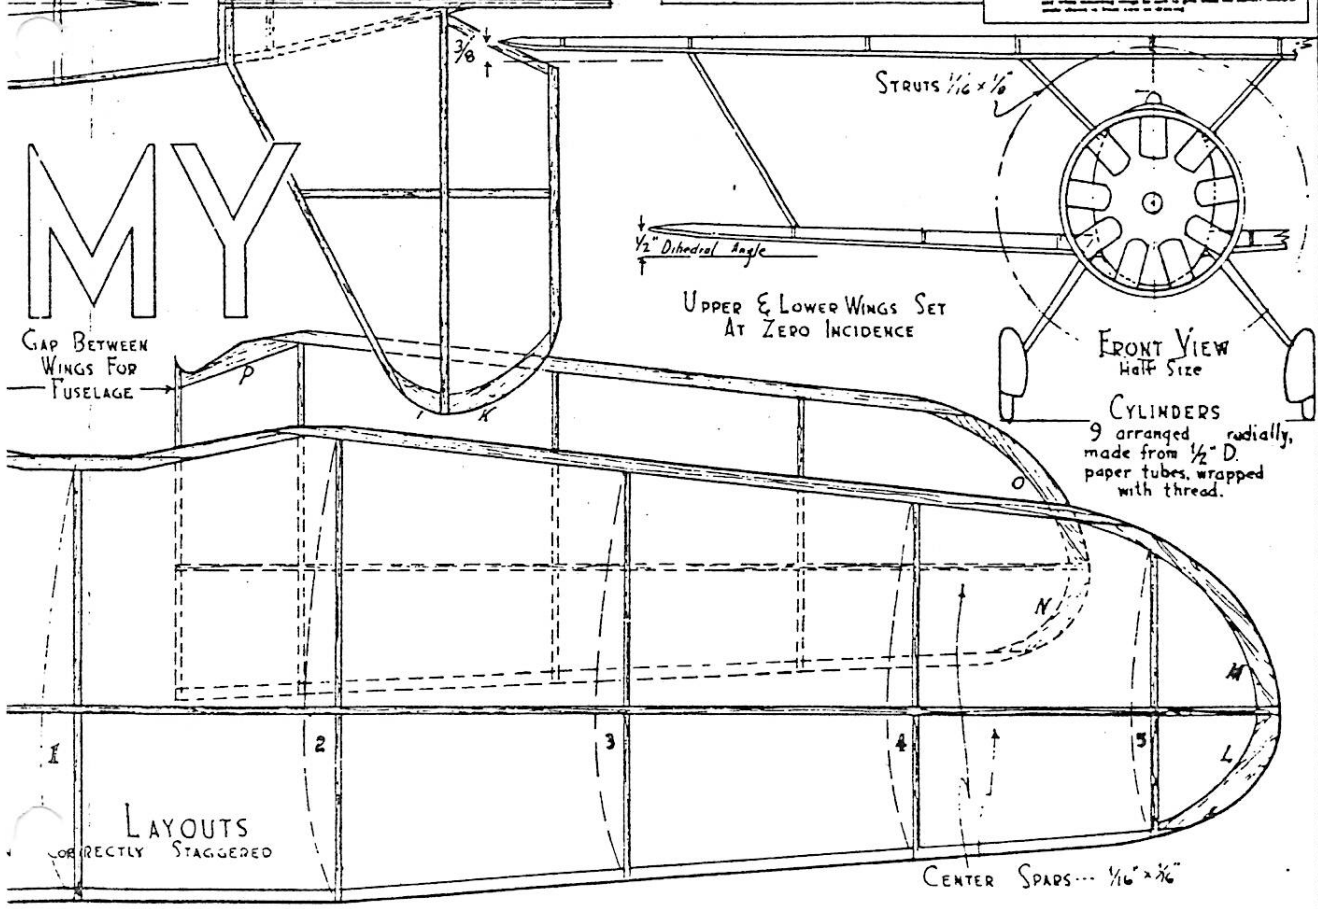 3/8
STRUTS 1/16 × 1/8"
MY
1/2" Dihedral Angle
UPPER & LOWER WINGS SET
AT ZERO INCIDENCE
GAP BETWEEN
WINGS FOR
FUSELAGE
P
K
FRONT VIEW
Half Size
CYLINDERS
9 arranged radially,
made from 1/2" D.
paper tubes, wrapped
with thread.
O
N
M
1
2
3
4
5
L
LAYOUTS
CORRECTLY STAGGERED
CENTER SPARS... 1/16" ×